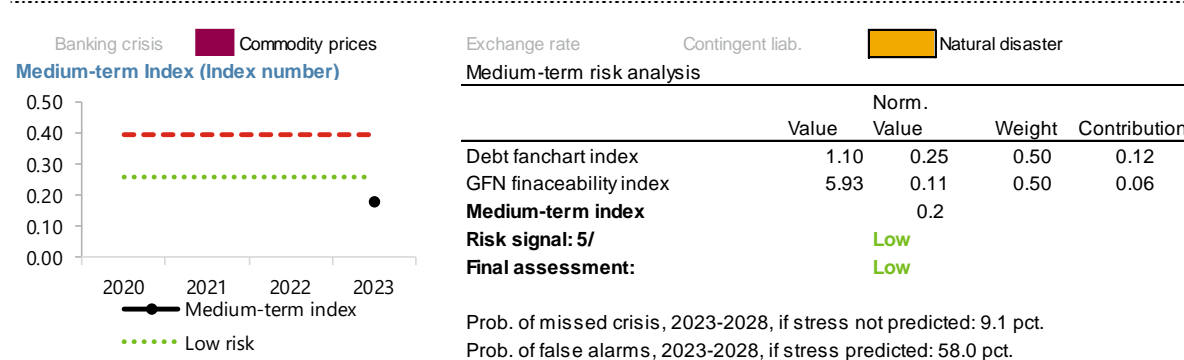 Banking crisis Commodity prices Exchange rate Contingent liab. Natural disaster
Medium-term Index (Index number)
0.50
0.40
0.30
0.20
0.10
0.00
2020 2021 2022 2023
Medium-term index
Low risk
Medium-term risk analysis
Norm.
Value Value Weight Contribution
Debt fanchart index 1.10 0.25 0.50 0.12
GFN finaceability index 5.93 0.11 0.50 0.06
Medium-term index 0.2
Risk signal: 5/ Low
Final assessment: Low
Prob. of missed crisis, 2023-2028, if stress not predicted: 9.1 pct.
Prob. of false alarms, 2023-2028, if stress predicted: 58.0 pct.